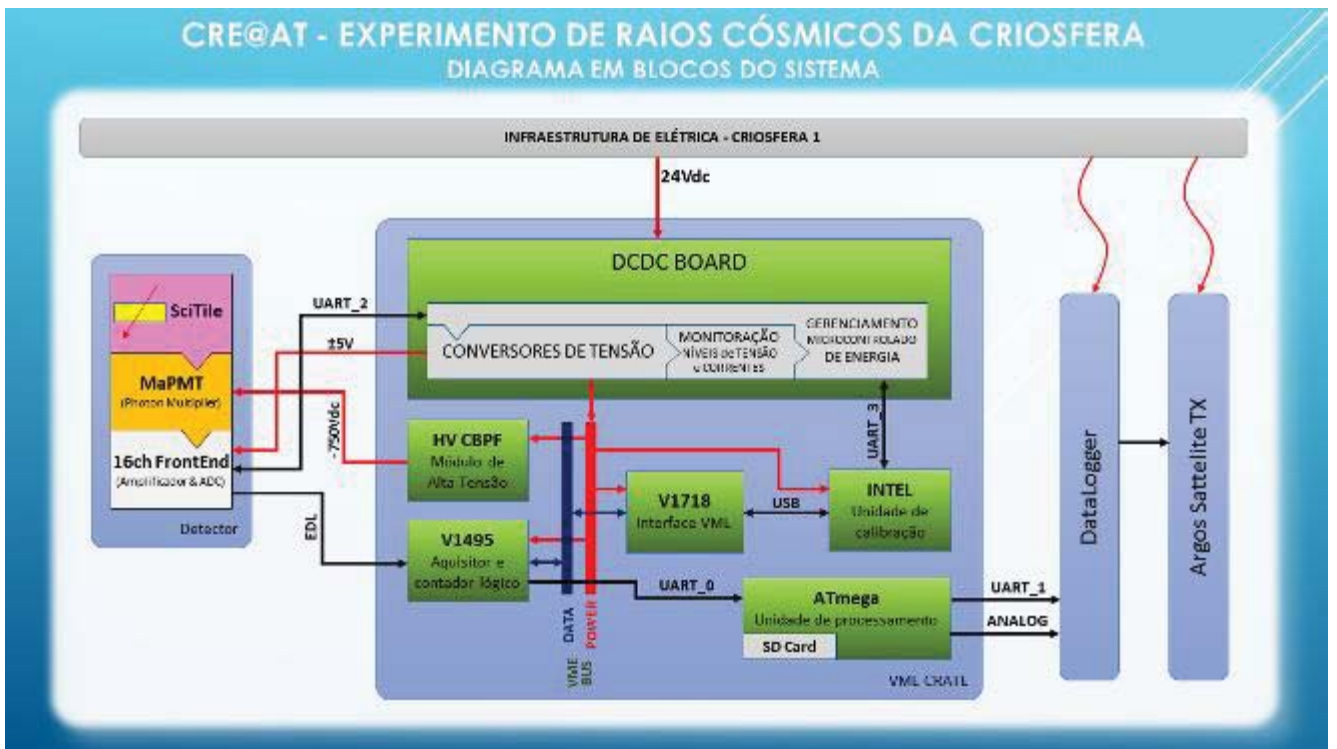 CRE@AT - EXPERIMENTO DE RAIOS CÓSMICOS DA CRIOSFERA
DIAGRAMA EM BLOCOS DO SISTEMA
INFRAESTRUTURA DE ELÉTRICA - CRIOSFERA 1
24Vdc
DCDC BOARD
CONVERSORES DE TENSÃO
MONITORAÇÃO
NÍVEIS de TENSÃO
e CORRENTES
GERENCIAMENTO
MICROCONTROLADO
DE ENERGIA
SciTile
MaPMT
(Photon Multiplier)
16ch FrontEnd
(Amplificador & ADC)
Detector
UART_2
±5V
-750Vdc
EDL
HV CBPF
Módulo de
Alta Tensão
V1495
Aquisitor e
contador lógico
DATA
POWER
VME
BUS
V1718
Interface VME
USB
UART_3
INTEL
Unidade de
calibração
UART_0
ATmega
Unidade de processamento
SD Card
VME CRATE
UART_1
ANALOG
DataLogger
Argos Sattelite TX